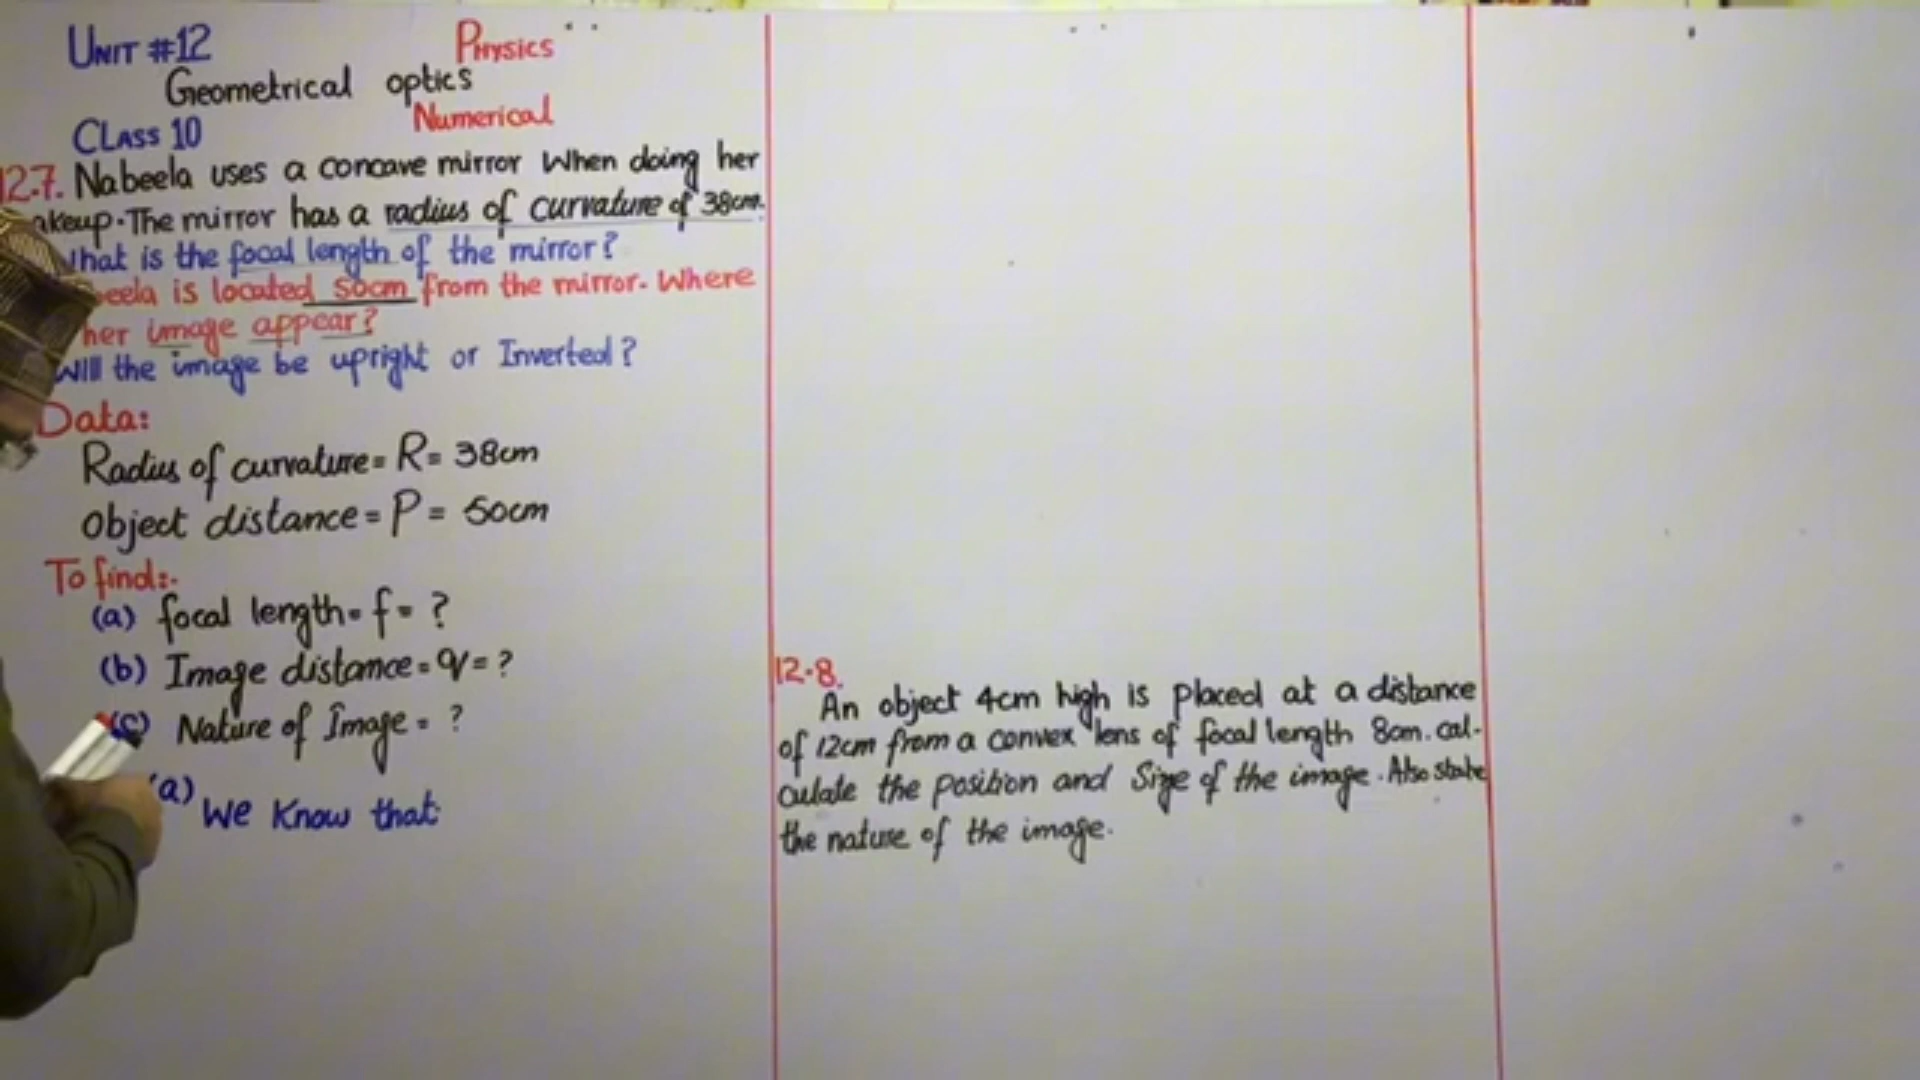 UNIT #12
PHYSICS
Geometrical optics
Numerical
CLASS 10
12.7. Nabeela uses a concave mirror When doing her
akeup. The mirror has a radius of curvature of 38cm.
hat is the focal length of the mirror?
eela is located 50cm from the mirror. Where
her image appear?
Will the image be upright or Inverted?
Data:
Radius of curvature = R = 38cm
Object distance = P = 50cm
To find:-
(a) focal length = f = ?
(b) Image distance = q = ?
(c) Nature of Image = ?
(a) We Know that
12.8.
An object 4cm high is placed at a distance
of 12cm from a convex lens of focal length 8cm. cal-
culate the position and Size of the image. Also state
the nature of the image.